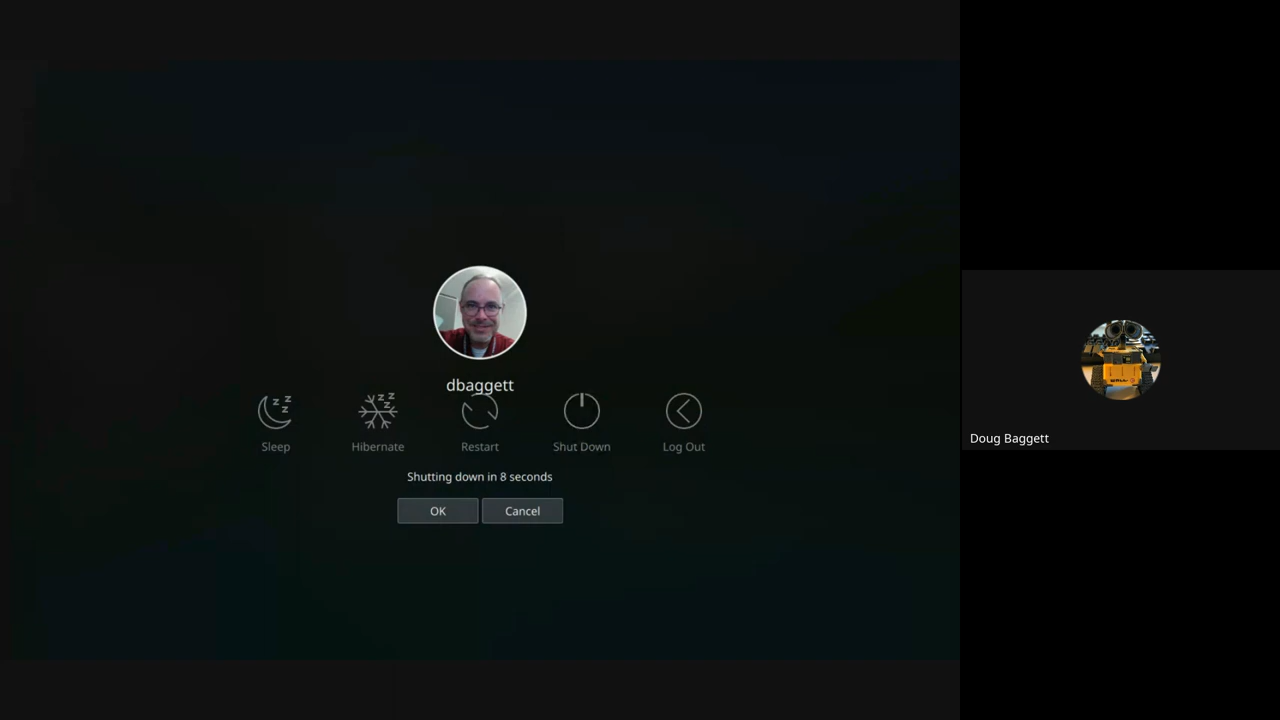 dbaggett
Sleep
Hibernate
Restart
Shut Down
Log Out
Shutting down in 8 seconds
OK
Cancel
Doug Baggett